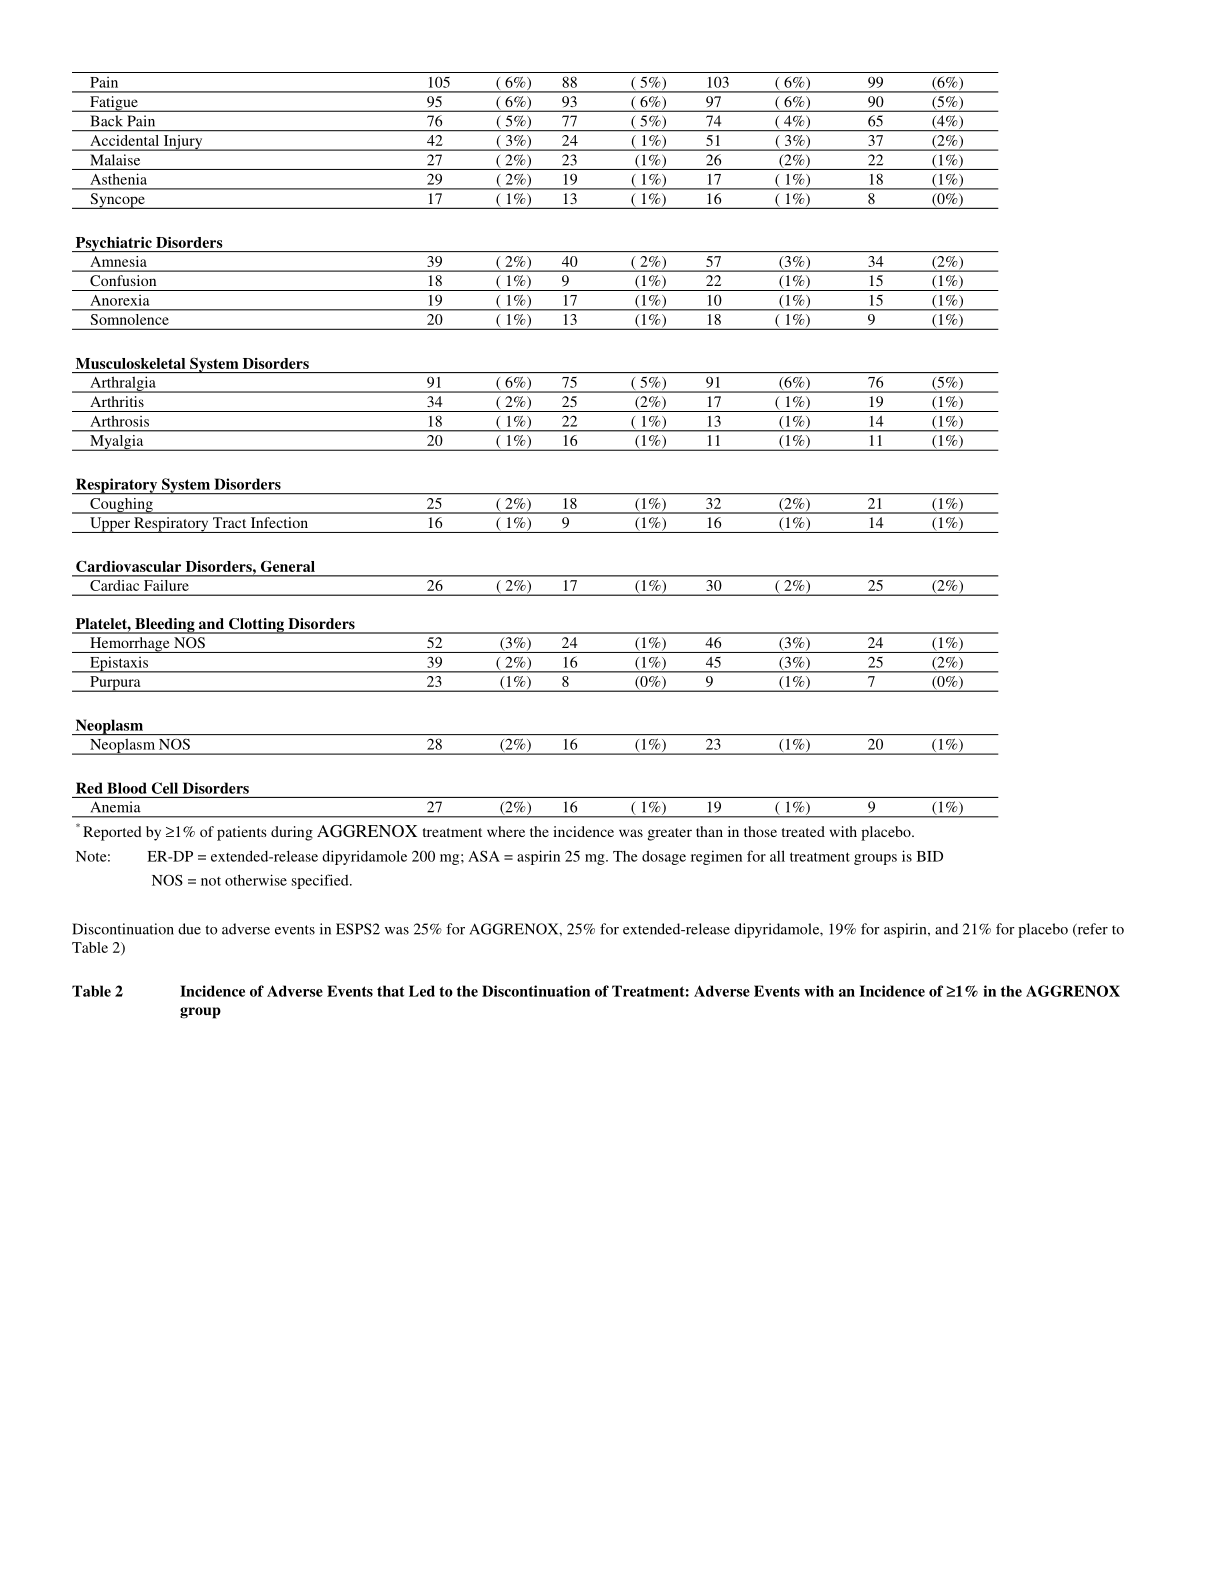 Pain 105 ( 6%) 88 ( 5%) 103 ( 6%) 99 (6%)
Fatigue 95 ( 6%) 93 ( 6%) 97 ( 6%) 90 (5%)
Back Pain 76 ( 5%) 77 ( 5%) 74 ( 4%) 65 (4%)
Accidental Injury 42 ( 3%) 24 ( 1%) 51 ( 3%) 37 (2%)
Malaise 27 ( 2%) 23 (1%) 26 (2%) 22 (1%)
Asthenia 29 ( 2%) 19 ( 1%) 17 ( 1%) 18 (1%)
Syncope 17 ( 1%) 13 ( 1%) 16 ( 1%) 8 (0%)
Psychiatric Disorders
Amnesia 39 ( 2%) 40 ( 2%) 57 (3%) 34 (2%)
Confusion 18 ( 1%) 9 (1%) 22 (1%) 15 (1%)
Anorexia 19 ( 1%) 17 (1%) 10 (1%) 15 (1%)
Somnolence 20 ( 1%) 13 (1%) 18 ( 1%) 9 (1%)
Musculoskeletal System Disorders
Arthralgia 91 ( 6%) 75 ( 5%) 91 (6%) 76 (5%)
Arthritis 34 ( 2%) 25 (2%) 17 ( 1%) 19 (1%)
Arthrosis 18 ( 1%) 22 ( 1%) 13 (1%) 14 (1%)
Myalgia 20 ( 1%) 16 (1%) 11 (1%) 11 (1%)
Respiratory System Disorders
Coughing 25 ( 2%) 18 (1%) 32 (2%) 21 (1%)
Upper Respiratory Tract Infection 16 ( 1%) 9 (1%) 16 (1%) 14 (1%)
Cardiovascular Disorders, General
Cardiac Failure 26 ( 2%) 17 (1%) 30 ( 2%) 25 (2%)
Platelet, Bleeding and Clotting Disorders
Hemorrhage NOS 52 (3%) 24 (1%) 46 (3%) 24 (1%)
Epistaxis 39 ( 2%) 16 (1%) 45 (3%) 25 (2%)
Purpura 23 (1%) 8 (0%) 9 (1%) 7 (0%)
Neoplasm
Neoplasm NOS 28 (2%) 16 (1%) 23 (1%) 20 (1%)
Red Blood Cell Disorders
Anemia 27 (2%) 16 ( 1%) 19 ( 1%) 9 (1%)
* Reported by ≥1% of patients during AGGRENOX treatment where the incidence was greater than in those treated with placebo.
Note: ER-DP = extended-release dipyridamole 200 mg; ASA = aspirin 25 mg. The dosage regimen for all treatment groups is BID
NOS = not otherwise specified.
Discontinuation due to adverse events in ESPS2 was 25% for AGGRENOX, 25% for extended-release dipyridamole, 19% for aspirin, and 21% for placebo (refer to
Table 2)
Table 2 Incidence of Adverse Events that Led to the Discontinuation of Treatment: Adverse Events with an Incidence of ≥1% in the AGGRENOX
group